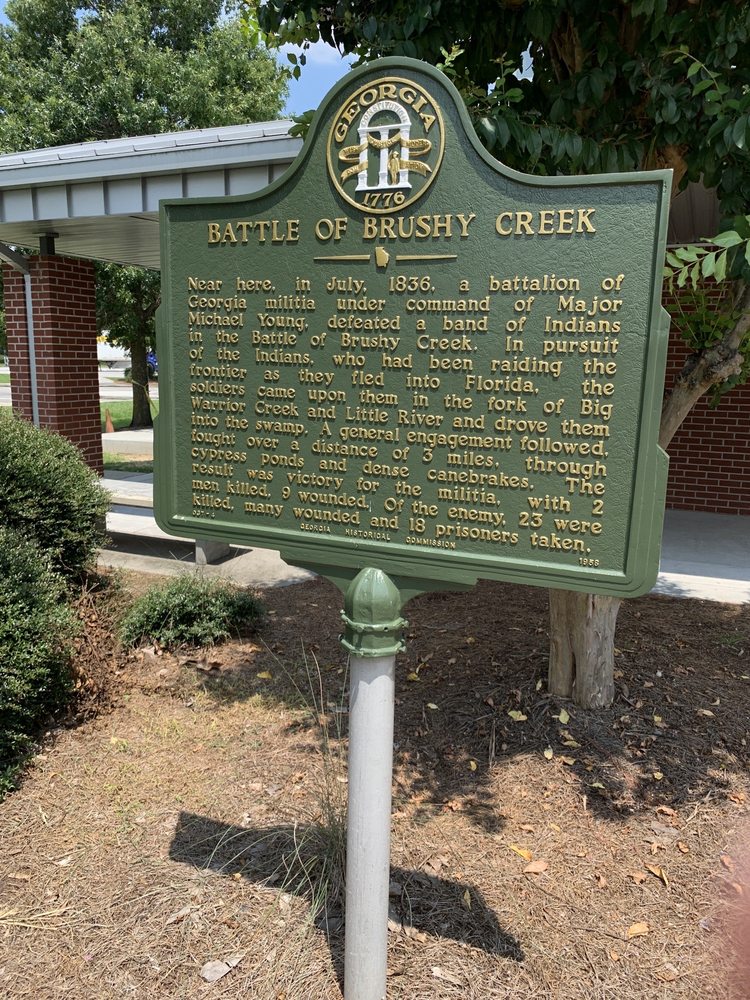 GEORGIA
CONSTITUTION
1776
BATTLE OF BRUSHY CREEK
Near here, in July, 1836, a battalion of
Georgia militia under command of Major
Michael Young, defeated a band of Indians
in the Battle of Brushy Creek. In pursuit
of the Indians, who had been raiding the
frontier as they fled into Florida, the
soldiers came upon them in the fork of Big
Warrior Creek and Little River and drove them
into the swamp. A general engagement followed,
fought over a distance of 3 miles, through
cypress ponds and dense canebrakes. The
result was victory for the militia, with 2
men killed, 9 wounded. Of the enemy, 23 were
killed, many wounded and 18 prisoners taken.
GEORGIA HISTORICAL COMMISSION
1958